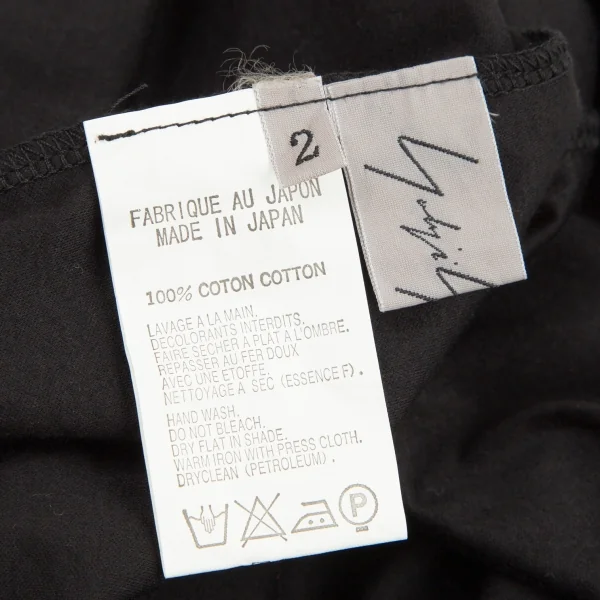 2
FABRIQUE AU JAPON
MADE IN JAPAN
100% COTON COTTON
LAVAGE A LA MAIN.
DECOLORANTS INTERDITS.
FAIRE SECHER A PLAT A L'OMBRE.
REPASSER AU FER DOUX
AVEC UNE ETOFFE.
NETTOYAGE A SEC (ESSENCE F).
HAND WASH.
DO NOT BLEACH.
DRY FLAT IN SHADE.
WARM IRON WITH PRESS CLOTH.
DRYCLEAN (PETROLEUM).
P